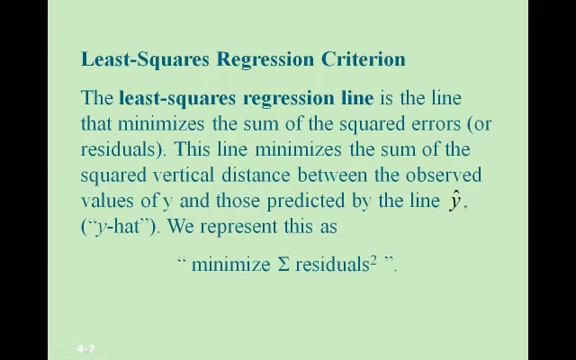 Least-Squares Regression Criterion
The least-squares regression line is the line
that minimizes the sum of the squared errors (or
residuals). This line minimizes the sum of the
squared vertical distance between the observed
values of y and those predicted by the line ŷ,
(“y-hat”). We represent this as
“ minimize Σ residuals² ”.
4-7